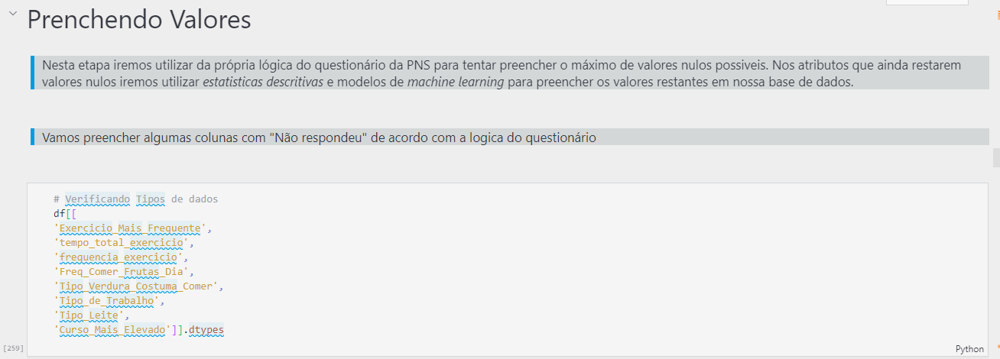 Prenchendo Valores
Nesta etapa iremos utilizar da própria lógica do questionário da PNS para tentar preencher o máximo de valores nulos possiveis. Nos atributos que ainda restarem
valores nulos iremos utilizar estatisticas descritivas e modelos de machine learning para preencher os valores restantes em nossa base de dados.
Vamos preencher algumas colunas com "Não respondeu" de acordo com a logica do questionário
# Verificando Tipos de dados
df[[
'Exercicio_Mais_Frequente',
'tempo_total_exercicio',
'frequencia_exercicio',
'Freq_Comer_Frutas_Dia',
'Tipo_Verdura_Costuma_Comer',
'Tipo_de_Trabalho',
'Tipo_Leite',
'Curso_Mais_Elevado']].dtypes
[259]
Python